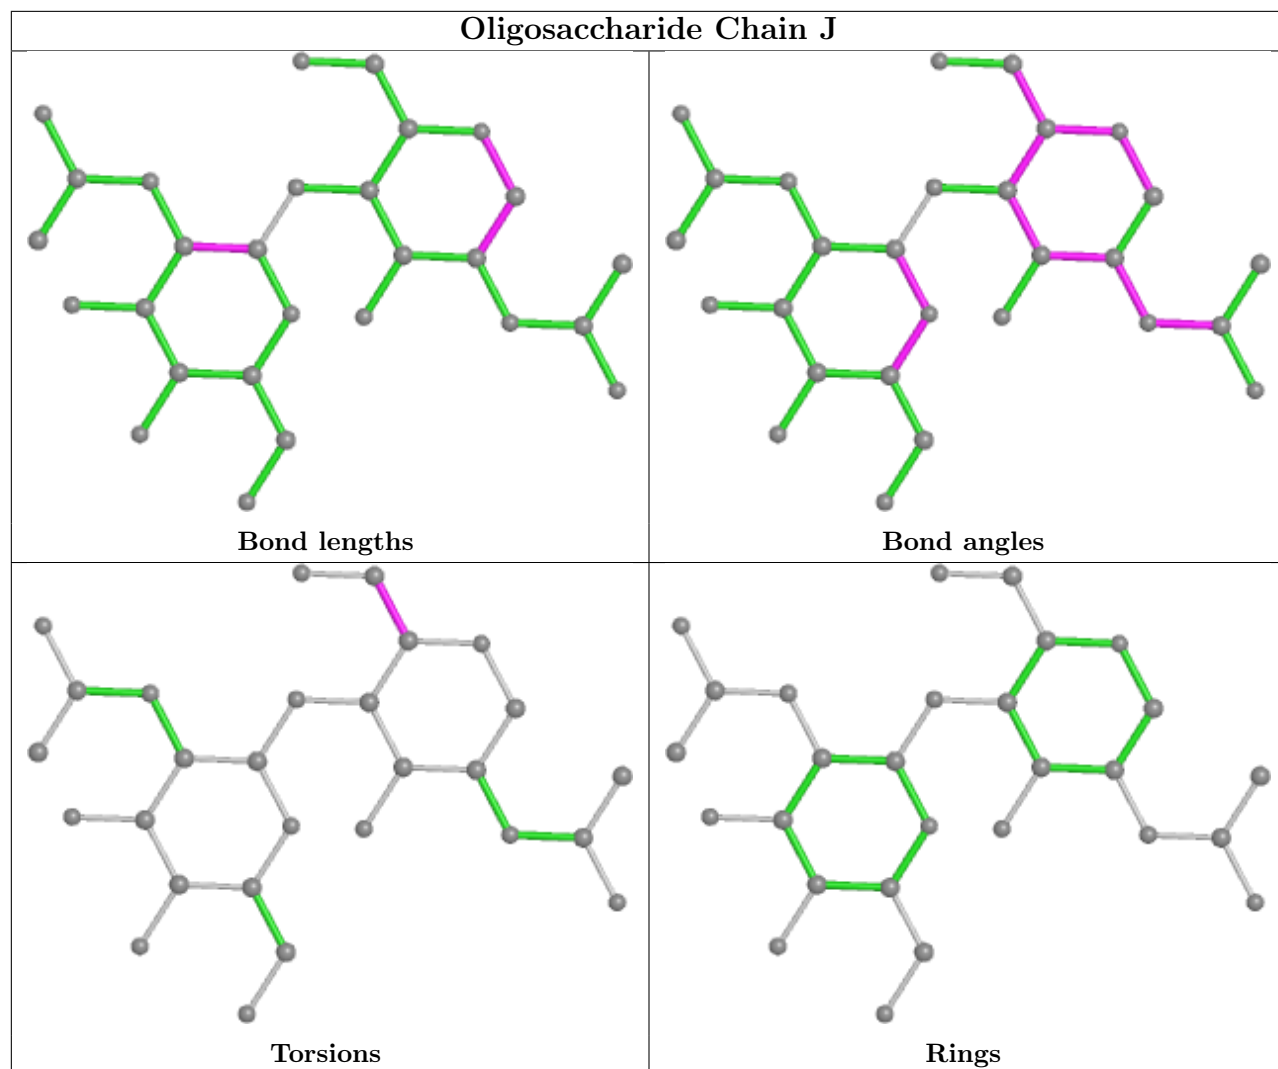 Oligosaccharide Chain J
Bond lengths
Bond angles
Torsions
Rings